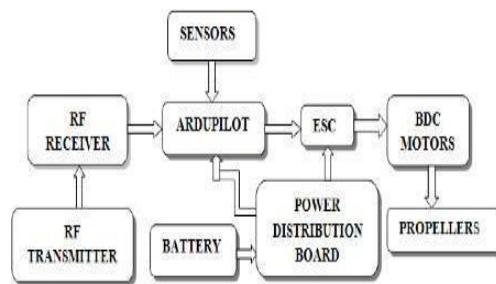 SENSORS
RF
RECEIVER
ARDUPILOT
ESC
BDC
MOTORS
RF
TRANSMITTER
BATTERY
POWER
DISTRIBUTION
BOARD
PROPELLERS